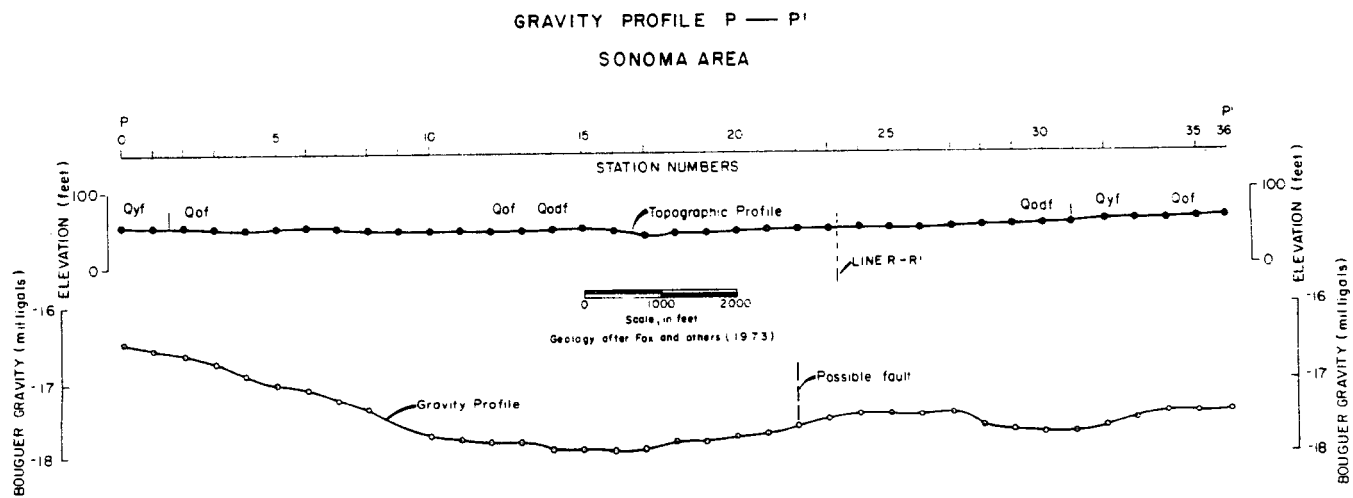 GRAVITY PROFILE P — P'
SONOMA AREA
P P'
0 5 10 15 20 25 30 35 36
STATION NUMBERS
ELEVATION (feet)
100
0
Qyf Qof Qof Qodf Topographic Profile Qodf Qyf Qof
LINE R-R'
100
0
ELEVATION (feet)
0 1000 2000
Scale, in feet
Geology after Fox and others (1973)
BOUGUER GRAVITY (milligals)
-16
-17
-18
Gravity Profile
Possible fault
-16
-17
-18
BOUGUER GRAVITY (milligals)